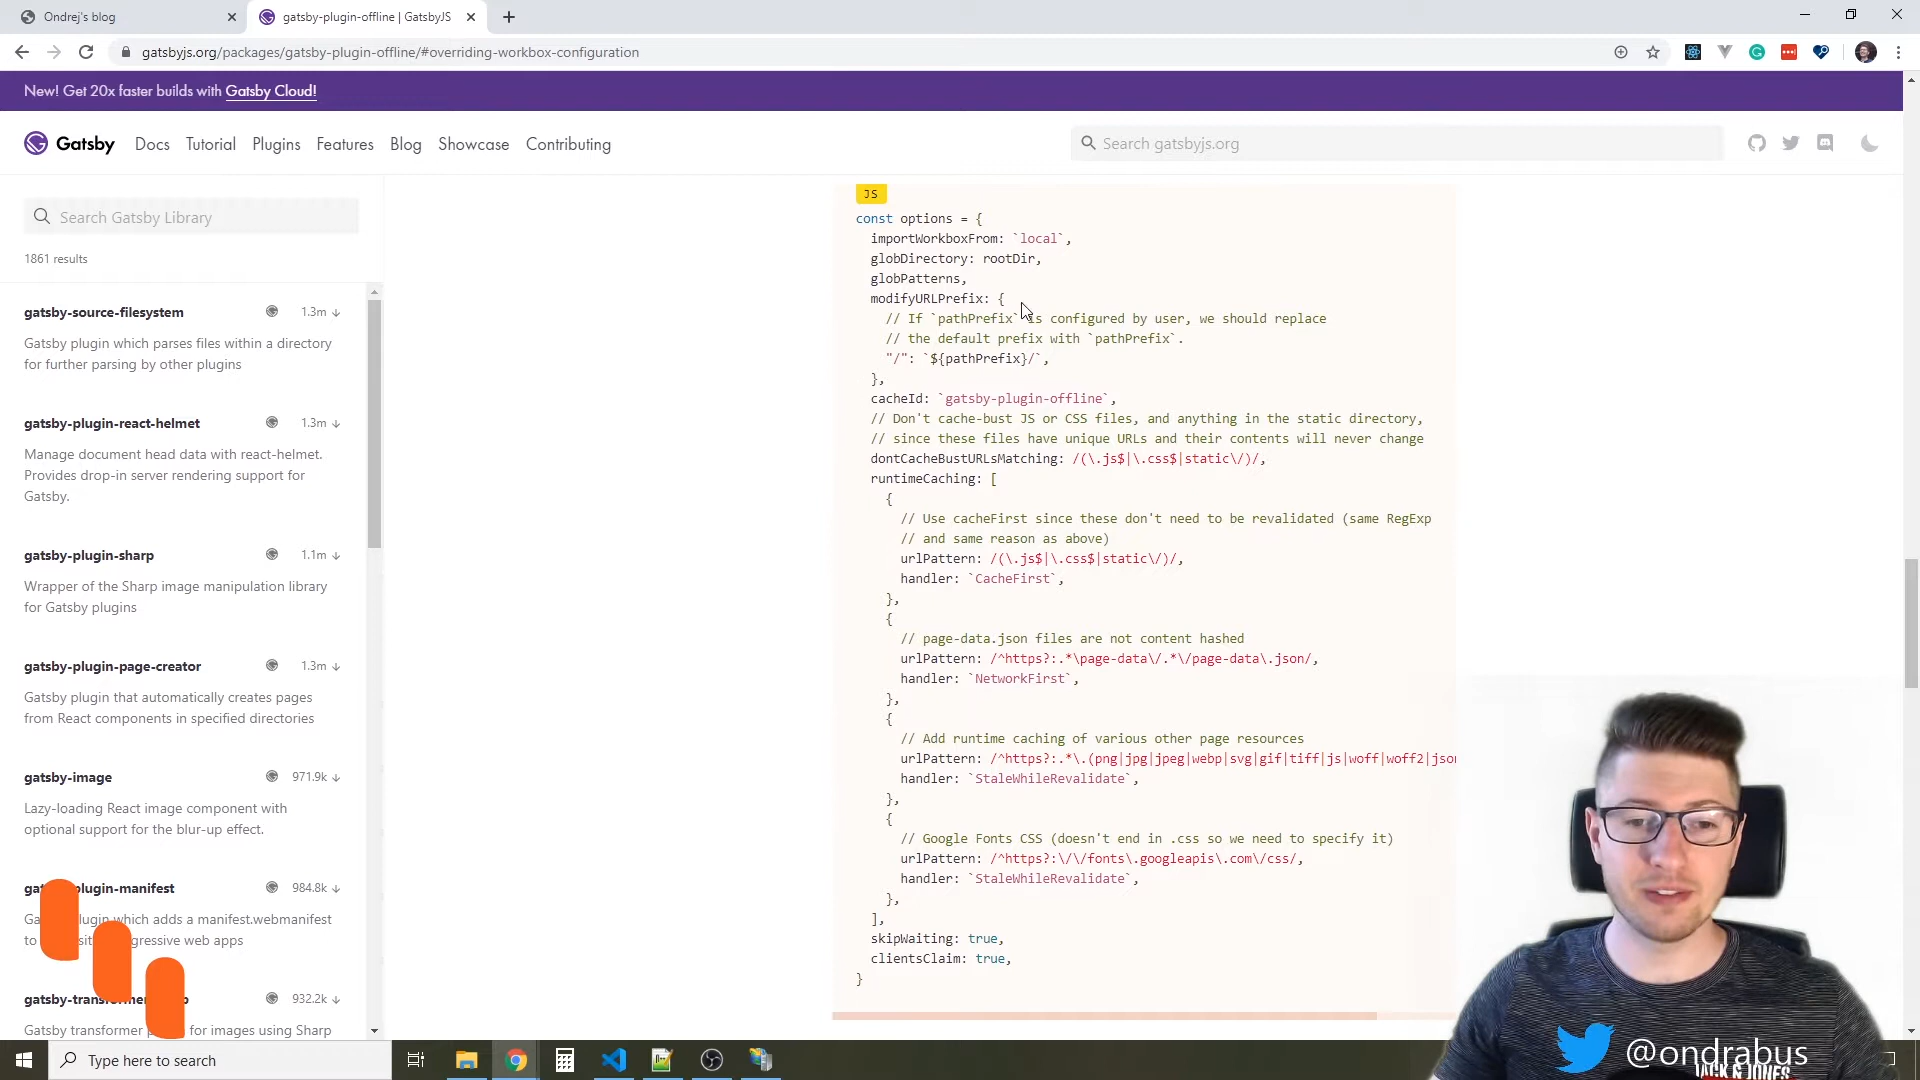 Ondrej's blog
gatsby-plugin-offline | GatsbyJS
gatsbyjs.org/packages/gatsby-plugin-offline/#overriding-workbox-configuration
New! Get 20x faster builds with Gatsby Cloud!
Gatsby Docs Tutorial Plugins Features Blog Showcase Contributing
Search gatsbyjs.org
Search Gatsby Library
1861 results
gatsby-source-filesystem 1.3m
Gatsby plugin which parses files within a directory
for further parsing by other plugins
gatsby-plugin-react-helmet 1.3m
Manage document head data with react-helmet.
Provides drop-in server rendering support for
Gatsby.
gatsby-plugin-sharp 1.1m
Wrapper of the Sharp image manipulation library
for Gatsby plugins
gatsby-plugin-page-creator 1.3m
Gatsby plugin that automatically creates pages
from React components in specified directories
gatsby-image 971.9k
Lazy-loading React image component with
optional support for the blur-up effect.
plugin-manifest 984.8k
which adds a manifest.webmanifest
to web apps
932.2k
Gatsby transformer for images using Sharp
JS
const options = {
importWorkboxFrom: `local`,
globDirectory: rootDir,
globPatterns,
modifyURLPrefix: {
// If `pathPrefix` is configured by user, we should replace
// the default prefix with `pathPrefix`.
"/": `${pathPrefix}/`,
},
cacheId: `gatsby-plugin-offline`,
// Don't cache-bust JS or CSS files, and anything in the static directory,
// since these files have unique URLs and their contents will never change
dontCacheBustURLsMatching: /(\.js$|\.css$|static\/)/,
runtimeCaching: [
{
// Use cacheFirst since these don't need to be revalidated (same RegExp
// and same reason as above)
urlPattern: /(\.js$|\.css$|static\/)/,
handler: `CacheFirst`,
},
{
// page-data.json files are not content hashed
urlPattern: /^https?:.*\page-data\/.*\/page-data\.json/,
handler: `NetworkFirst`,
},
{
// Add runtime caching of various other page resources
urlPattern: /^https?:.*\.(png|jpg|jpeg|webp|svg|gif|tiff|js|woff|woff2|json
handler: `StaleWhileRevalidate`,
},
{
// Google Fonts CSS (doesn't end in .css so we need to specify it)
urlPattern: /^https?:\/\/fonts\.googleapis\.com\/css/,
handler: `StaleWhileRevalidate`,
},
],
skipWaiting: true,
clientsClaim: true,
}
Type here to search
@ondrabus
JACK & JONES